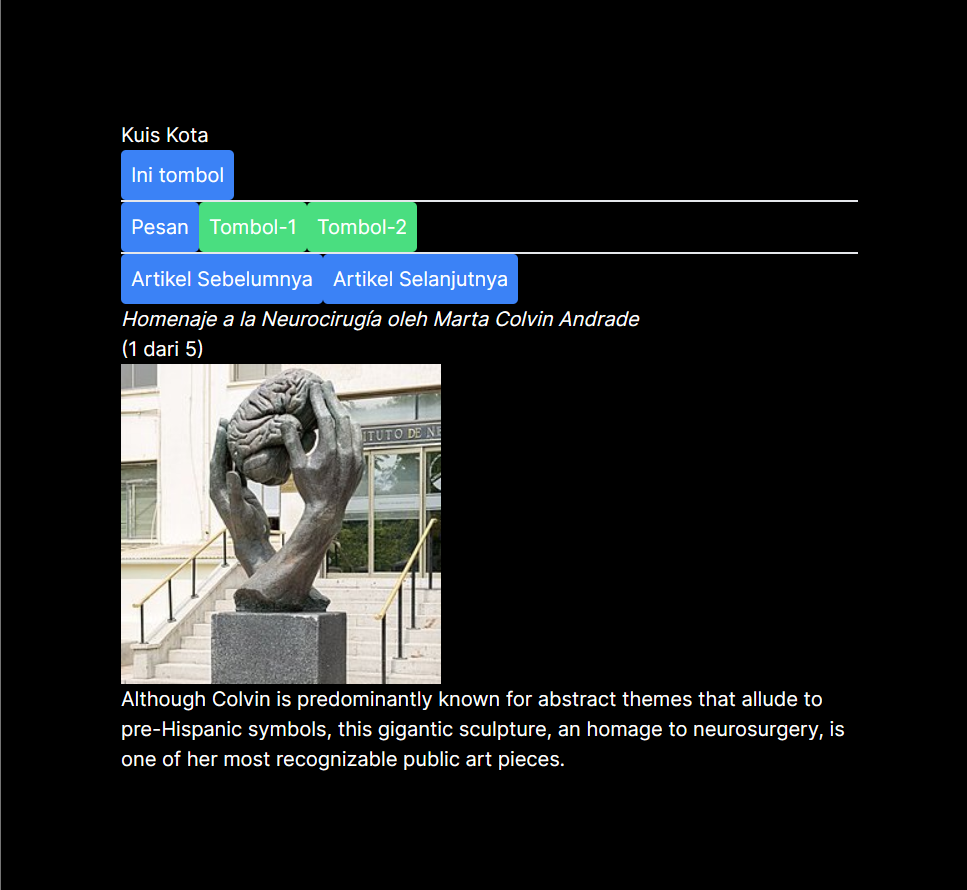 Kuis Kota
Ini tombol
Pesan Tombol-1 Tombol-2
Artikel Sebelumnya Artikel Selanjutnya
Homenaje a la Neurocirugía oleh Marta Colvin Andrade
(1 dari 5)
ITUTO DE NE
Although Colvin is predominantly known for abstract themes that allude to
pre-Hispanic symbols, this gigantic sculpture, an homage to neurosurgery, is
one of her most recognizable public art pieces.